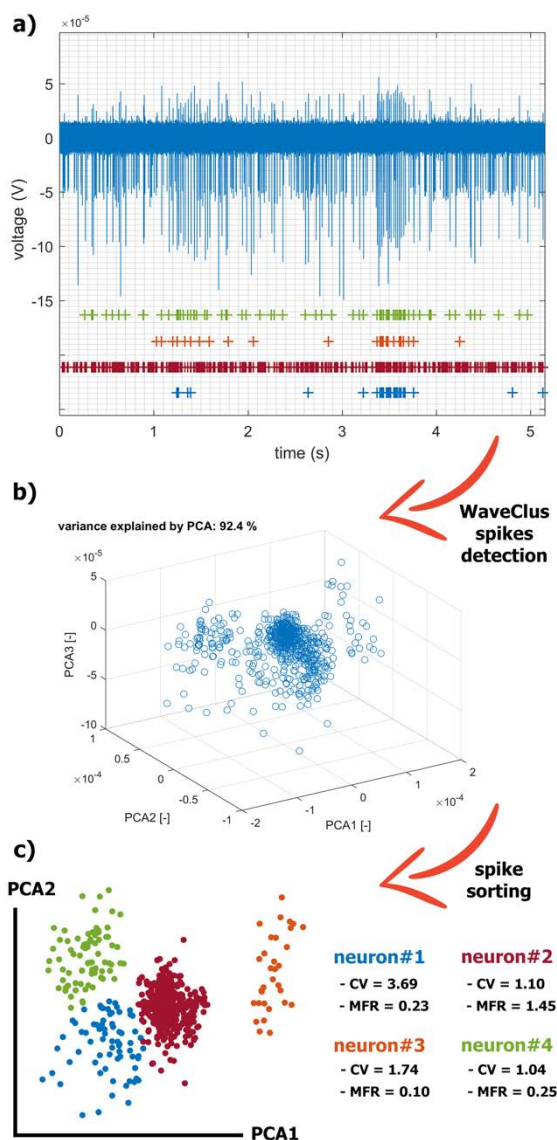 a)
×10⁻⁵
5
0
-5
-10
-15
voltage (V)
0 1 2 3 4 5
time (s)
b)
WaveClus
spikes
detection
variance explained by PCA: 92.4 %
×10⁻⁵
5
0
-5
-10
PCA3 [-]
1
0.5
0
-0.5
-1
×10⁻⁴
PCA2 [-]
-2
-1
0
1
2
×10⁻⁴
PCA1 [-]
c)
spike
sorting
PCA2
PCA1
neuron#1
- CV = 3.69
- MFR = 0.23
neuron#2
- CV = 1.10
- MFR = 1.45
neuron#3
- CV = 1.74
- MFR = 0.10
neuron#4
- CV = 1.04
- MFR = 0.25